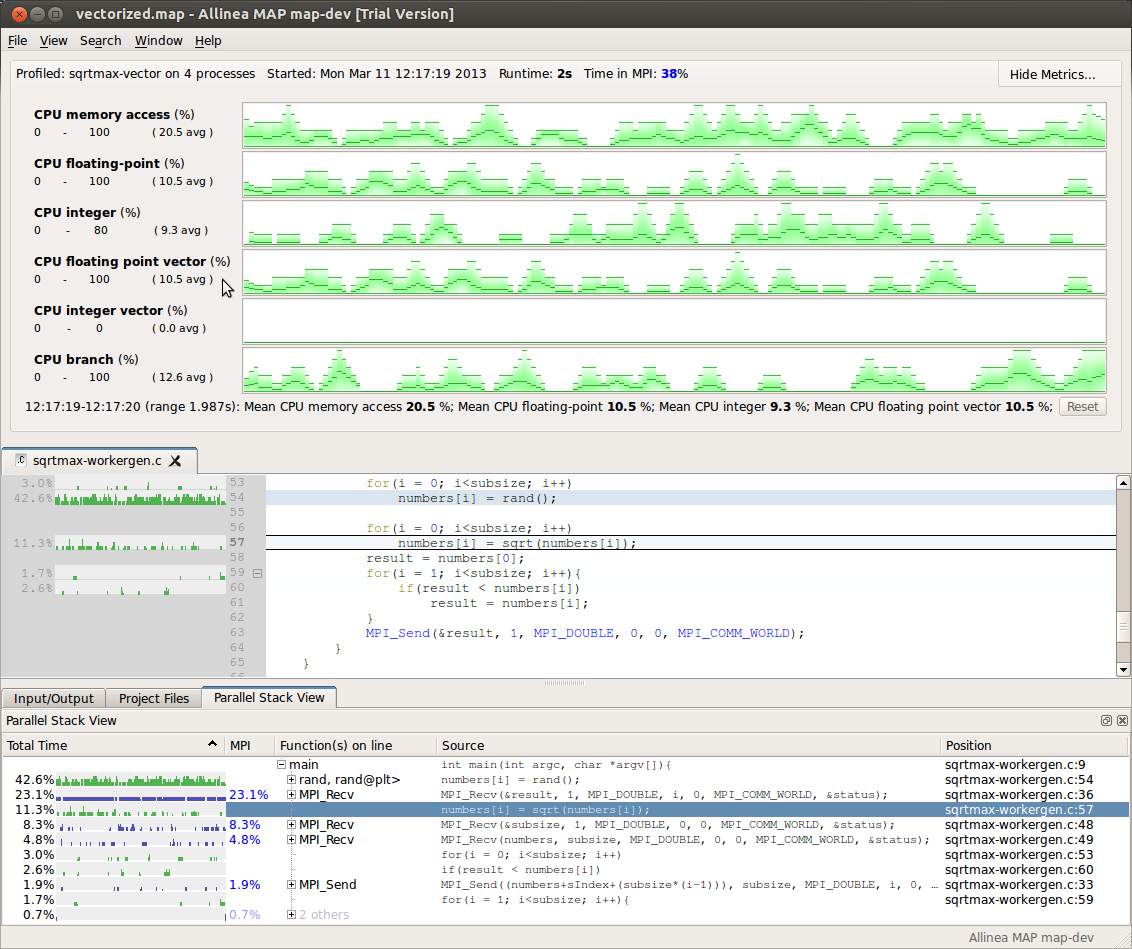 vectorized.map - Allinea MAP map-dev [Trial Version]
File View Search Window Help
Profiled: sqrtmax-vector on 4 processes Started: Mon Mar 11 12:17:19 2013 Runtime: 2s Time in MPI: 38% Hide Metrics...
CPU memory access (%)
0 - 100 ( 20.5 avg )
CPU floating-point (%)
0 - 100 ( 10.5 avg )
CPU integer (%)
0 - 80 ( 9.3 avg )
CPU floating point vector (%)
0 - 100 ( 10.5 avg )
CPU integer vector (%)
0 - 0 ( 0.0 avg )
CPU branch (%)
0 - 100 ( 12.6 avg )
12:17:19-12:17:20 (range 1.987s): Mean CPU memory access 20.5 %; Mean CPU floating-point 10.5 %; Mean CPU integer 9.3 %; Mean CPU floating point vector 10.5 %; Reset
sqrtmax-workergen.c
3.0% 53 for(i = 0; i<subsize; i++)
42.6% 54 numbers[i] = rand();
55
56 for(i = 0; i<subsize; i++)
11.3% 57 numbers[i] = sqrt(numbers[i]);
58 result = numbers[0];
1.7% 59 for(i = 1; i<subsize; i++){
2.6% 60 if(result < numbers[i])
61 result = numbers[i];
62 }
63 MPI_Send(&result, 1, MPI_DOUBLE, 0, 0, MPI_COMM_WORLD);
64 }
65 }
Input/Output Project Files Parallel Stack View
Parallel Stack View
Total Time MPI Function(s) on line Source Position
main int main(int argc, char *argv[]){ sqrtmax-workergen.c:9
42.6% rand, rand@plt> numbers[i] = rand(); sqrtmax-workergen.c:54
23.1% 23.1% MPI_Recv MPI_Recv(&result, 1, MPI_DOUBLE, i, 0, MPI_COMM_WORLD, &status); sqrtmax-workergen.c:36
11.3% numbers[i] = sqrt(numbers[i]); sqrtmax-workergen.c:57
8.3% 8.3% MPI_Recv MPI_Recv(&subsize, 1, MPI_DOUBLE, 0, 0, MPI_COMM_WORLD, &status); sqrtmax-workergen.c:48
4.8% 4.8% MPI_Recv MPI_Recv(numbers, subsize, MPI_DOUBLE, 0, 0, MPI_COMM_WORLD, &status); sqrtmax-workergen.c:49
3.0% for(i = 0; i<subsize; i++) sqrtmax-workergen.c:53
2.6% if(result < numbers[i]) sqrtmax-workergen.c:60
1.9% 1.9% MPI_Send MPI_Send((numbers+sIndex+(subsize*(i-1))), subsize, MPI_DOUBLE, i, 0, ... sqrtmax-workergen.c:33
1.7% for(i = 1; i<subsize; i++){ sqrtmax-workergen.c:59
0.7% 0.7% 2 others
Allinea MAP map-dev